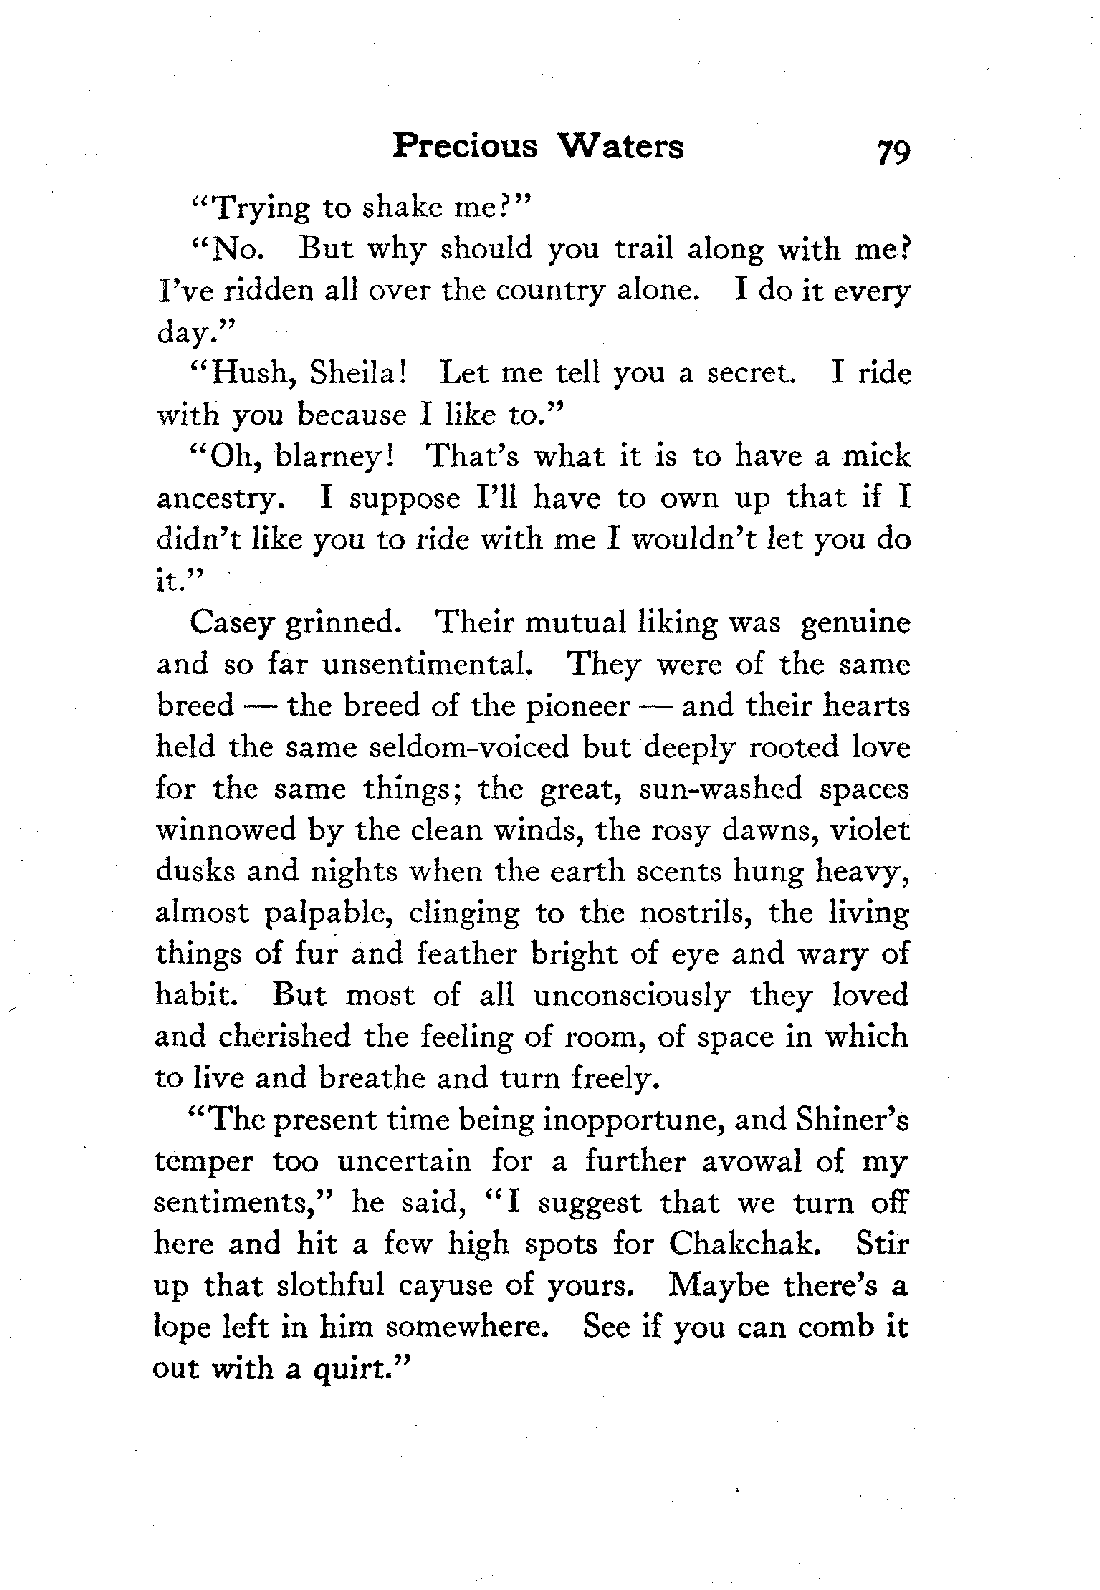 Precious Waters 79
“Trying to shake me?”
“No. But why should you trail along with me?
I’ve ridden all over the country alone. I do it every
day.”
“Hush, Sheila! Let me tell you a secret. I ride
with you because I like to.”
“Oh, blarney! That’s what it is to have a mick
ancestry. I suppose I’ll have to own up that if I
didn’t like you to ride with me I wouldn’t let you do
it.”
Casey grinned. Their mutual liking was genuine
and so far unsentimental. They were of the same
breed — the breed of the pioneer — and their hearts
held the same seldom-voiced but deeply rooted love
for the same things; the great, sun-washed spaces
winnowed by the clean winds, the rosy dawns, violet
dusks and nights when the earth scents hung heavy,
almost palpable, clinging to the nostrils, the living
things of fur and feather bright of eye and wary of
habit. But most of all unconsciously they loved
and cherished the feeling of room, of space in which
to live and breathe and turn freely.
“The present time being inopportune, and Shiner’s
temper too uncertain for a further avowal of my
sentiments,” he said, “I suggest that we turn off
here and hit a few high spots for Chakchak. Stir
up that slothful cayuse of yours. Maybe there’s a
lope left in him somewhere. See if you can comb it
out with a quirt.”